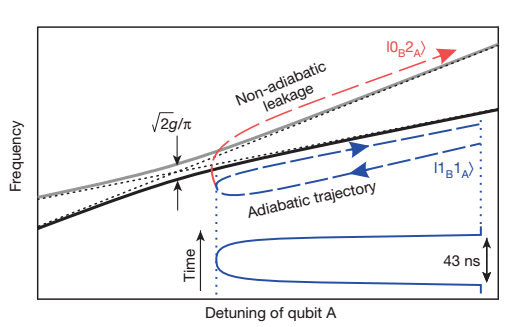 |0B2A⟩
Non-adiabatic
leakage
√2g/π
Frequency
|1B1A⟩
Adiabatic trajectory
Time
43 ns
Detuning of qubit A